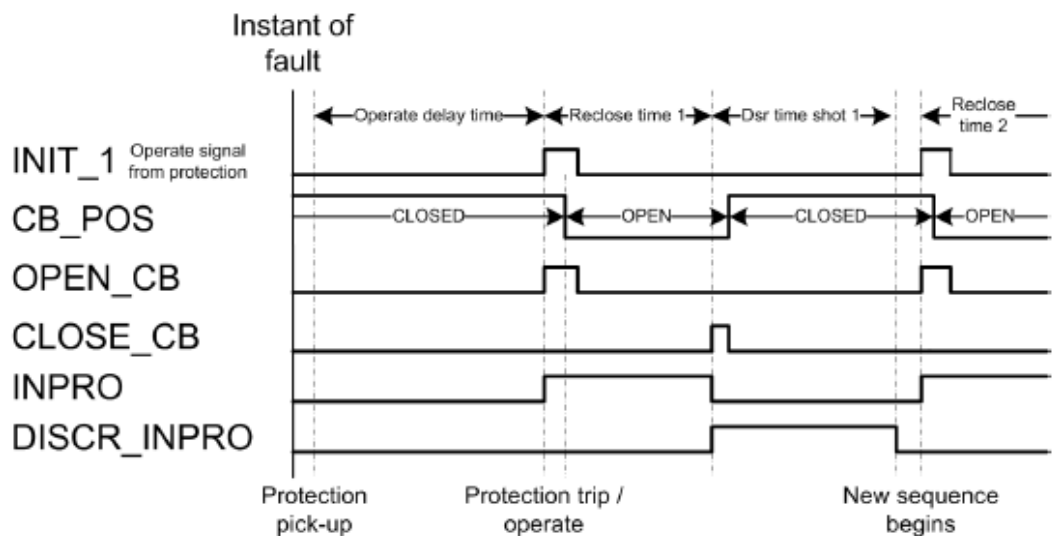 Instant of
fault
Operate delay time
Reclose time 1
Dsr time shot 1
Reclose
time 2
INIT_1
Operate signal
from protection
CB_POS
CLOSED
OPEN
CLOSED
OPEN
OPEN_CB
CLOSE_CB
INPRO
DISCR_INPRO
Protection
pick-up
Protection trip /
operate
New sequence
begins